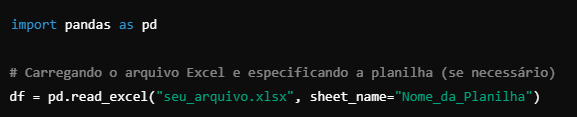 import pandas as pd
# Carregando o arquivo Excel e especificando a planilha (se necessário)
df = pd.read_excel("seu_arquivo.xlsx", sheet_name="Nome_da_Planilha")